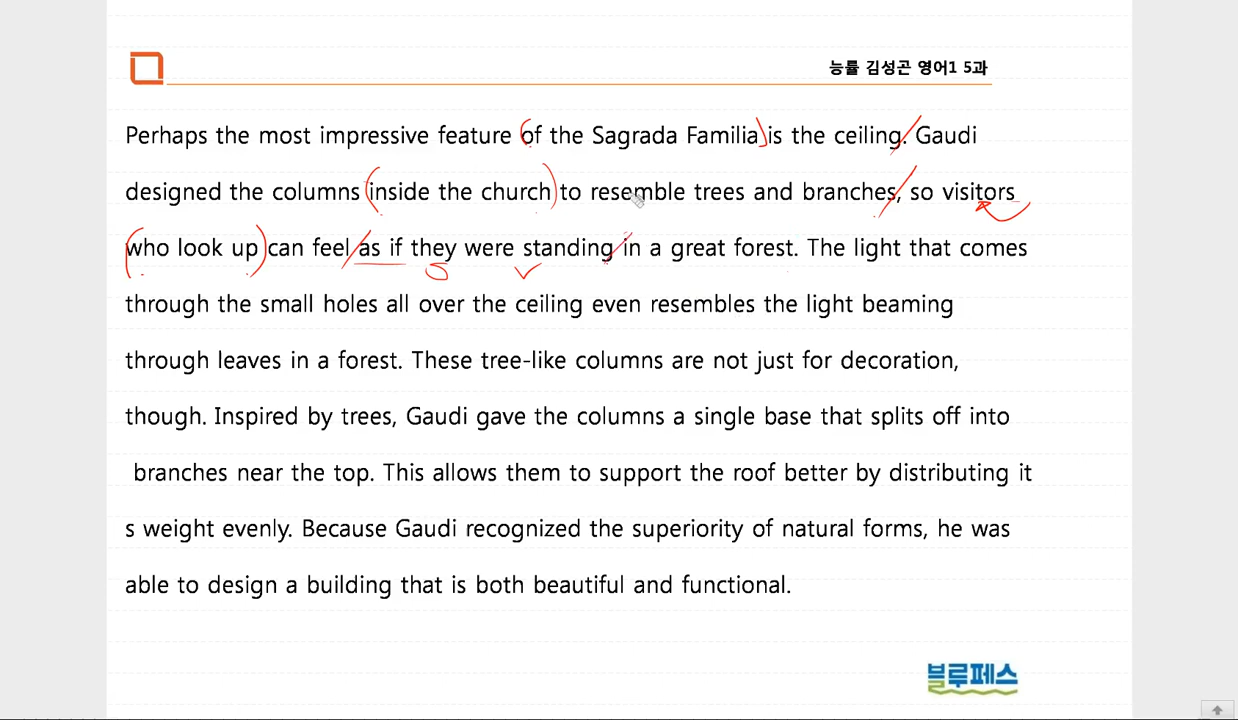 능률 김성곤 영어1 5과
Perhaps the most impressive feature of the Sagrada Familia is the ceiling. Gaudi
designed the columns inside the church to resemble trees and branches, so visitors
who look up can feel as if they were standing in a great forest. The light that comes
through the small holes all over the ceiling even resembles the light beaming
through leaves in a forest. These tree-like columns are not just for decoration,
though. Inspired by trees, Gaudi gave the columns a single base that splits off into
branches near the top. This allows them to support the roof better by distributing it
s weight evenly. Because Gaudi recognized the superiority of natural forms, he was
able to design a building that is both beautiful and functional.
블루페스